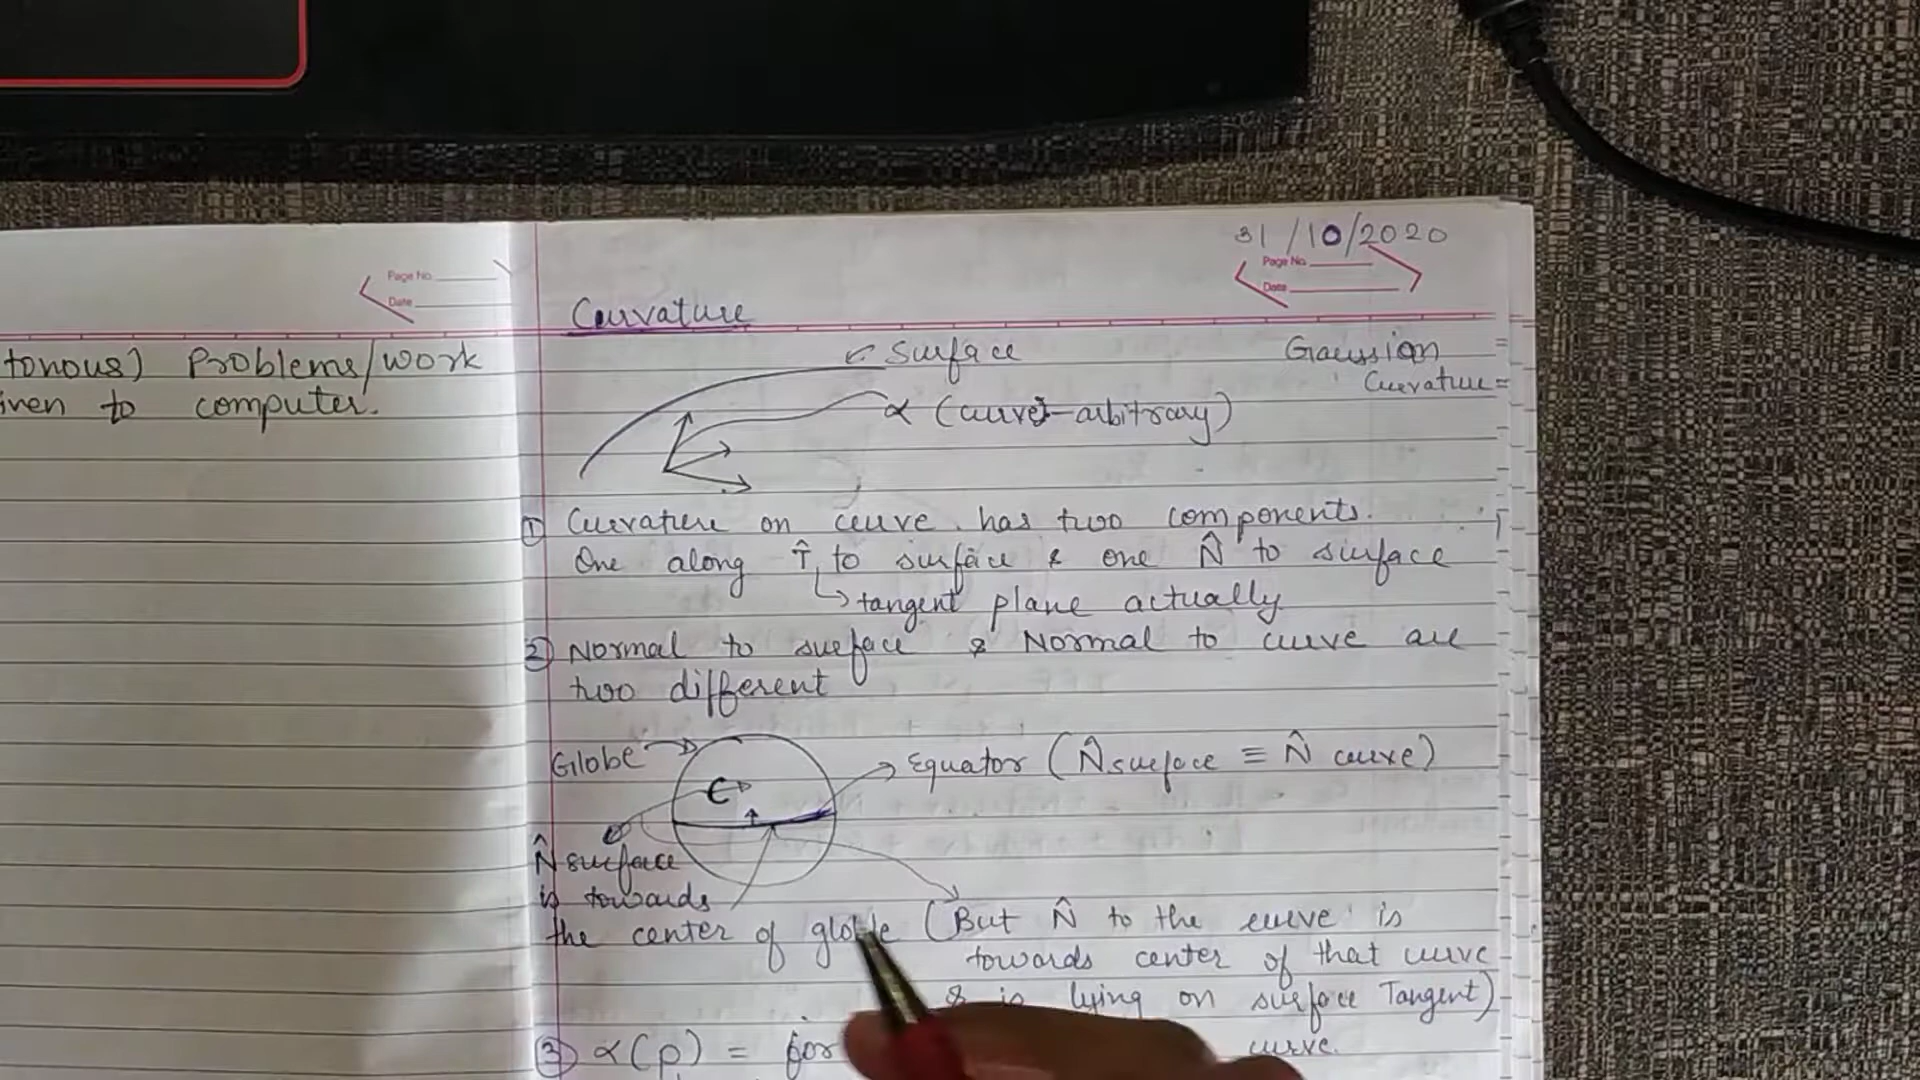 Page No.
Date
tonous) Problems/work
iven to computer.
31/10/2020
Page No.
Date
Curvature
Surface
Gaussian
Curvature =
α (curve - arbitrary)
① Curvature on curve has two components.
One along T̂ to surface & one N̂ to surface
tangent plane actually
② Normal to surface & Normal to curve are
two different
Globe
C
Equator (N̂ surface ≡ N̂ curve)
N̂ surface
is towards
the center of globe
(But N̂ to the curve is
towards center of that curve
& is lying on surface Tangent)
③ α(p) = for
curve.